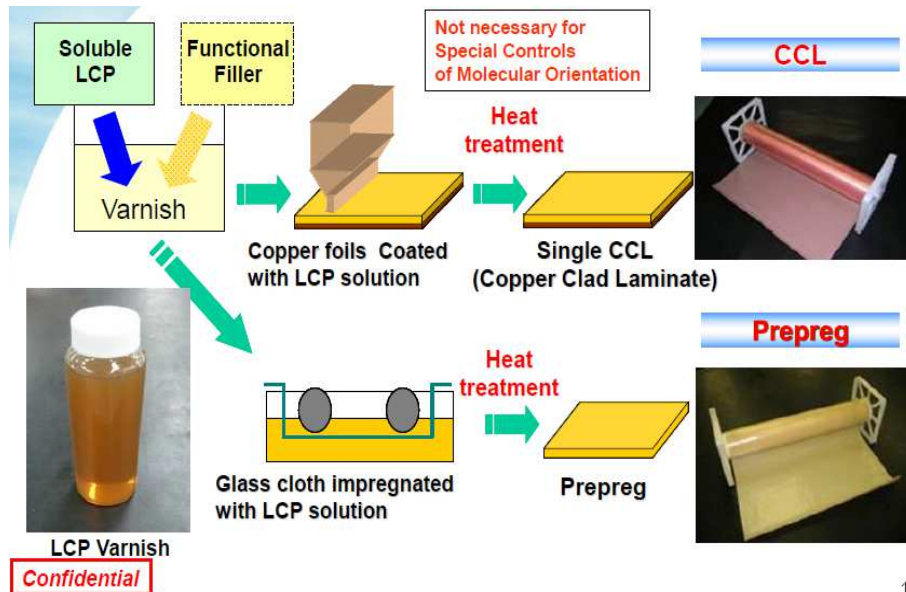 Soluble
LCP
Functional
Filler
Not necessary for
Special Controls
of Molecular Orientation
CCL
Heat
treatment
Varnish
Copper foils Coated
with LCP solution
Single CCL
(Copper Clad Laminate)
Prepreg
Heat
treatment
Glass cloth impregnated
with LCP solution
Prepreg
LCP Varnish
Confidential
1